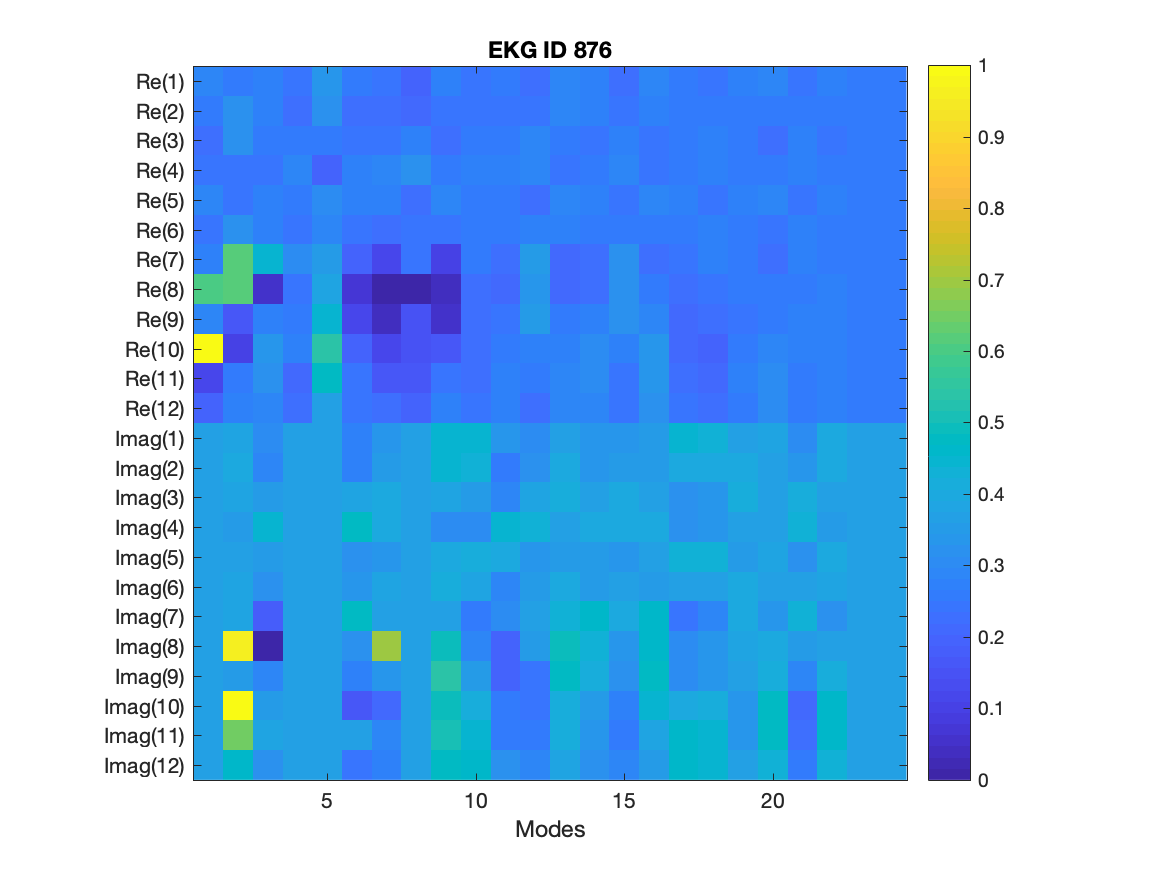 EKG ID 876
Re(1)
Re(2)
Re(3)
Re(4)
Re(5)
Re(6)
Re(7)
Re(8)
Re(9)
Re(10)
Re(11)
Re(12)
Imag(1)
Imag(2)
Imag(3)
Imag(4)
Imag(5)
Imag(6)
Imag(7)
Imag(8)
Imag(9)
Imag(10)
Imag(11)
Imag(12)
5 10 15 20
Modes
1
0.9
0.8
0.7
0.6
0.5
0.4
0.3
0.2
0.1
0